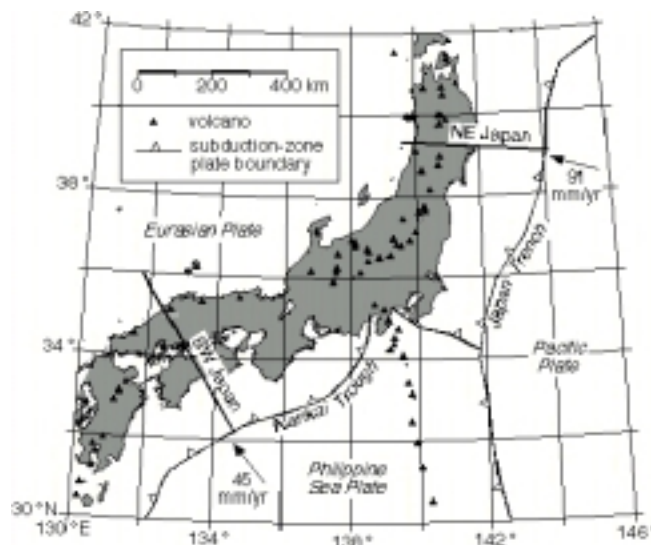 42°
0 200 400 km
volcano
subduction-zone
plate boundary
NE Japan
38°
91
mm/yr
Eurasian Plate
Japan Trench
SW Japan
34°
Pacific
Plate
Nankai Trough
45
mm/yr
Philippine
Sea Plate
30°N
130°E
134°
138°
142°
146°